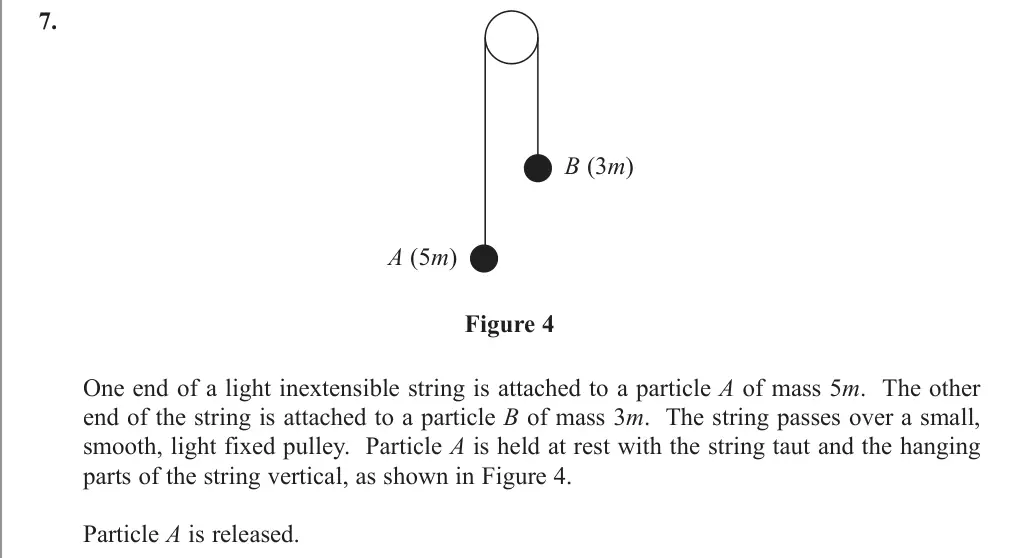 7.
B (3m)
A (5m)
Figure 4
One end of a light inextensible string is attached to a particle A of mass 5m. The other
end of the string is attached to a particle B of mass 3m. The string passes over a small,
smooth, light fixed pulley. Particle A is held at rest with the string taut and the hanging
parts of the string vertical, as shown in Figure 4.
Particle A is released.